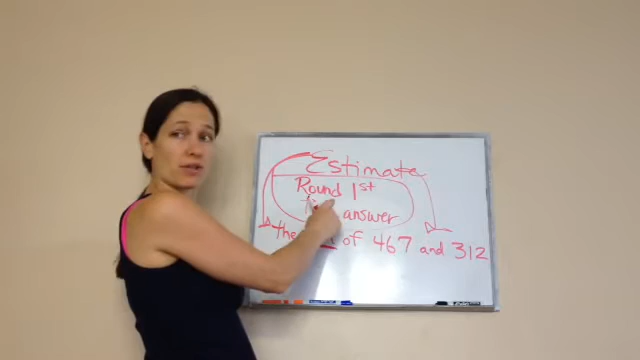 Estimate
Round 1st
answer
the of 467 and 312